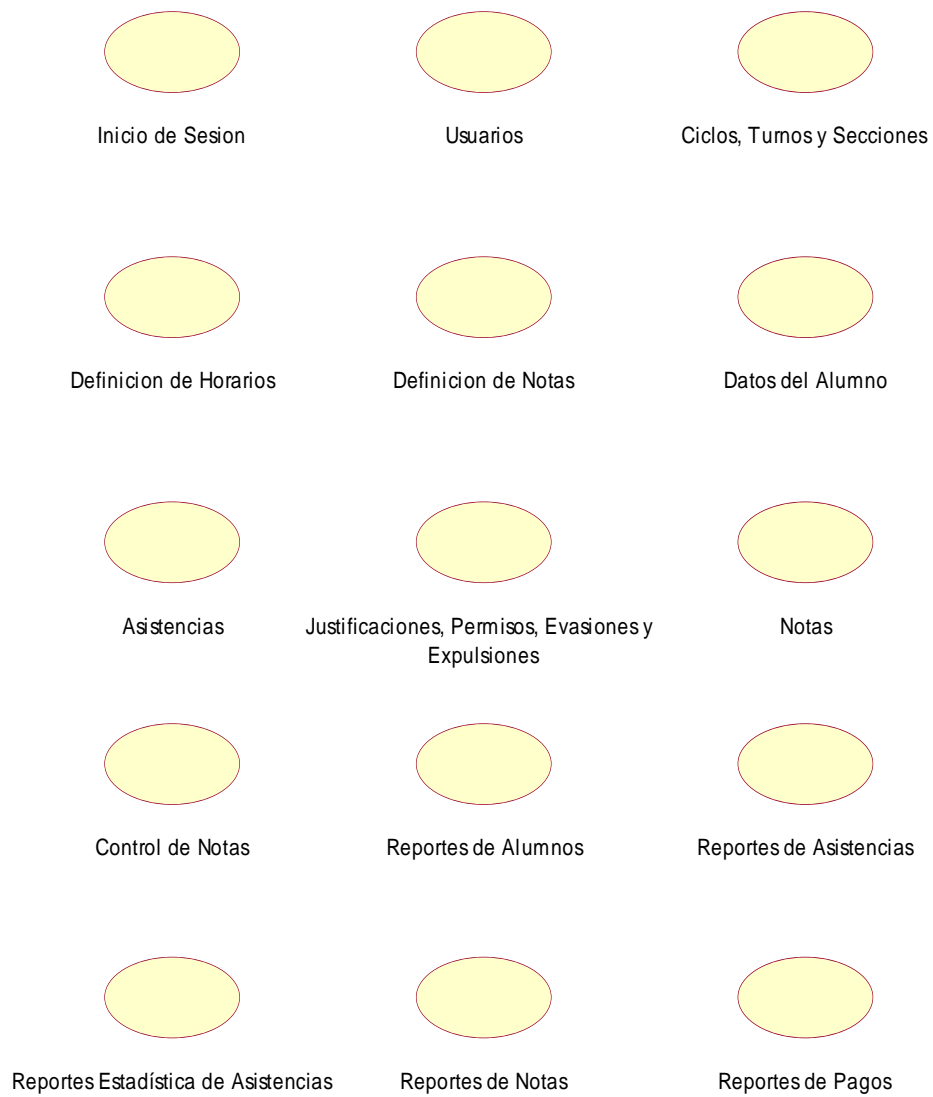 Inicio de Sesion
Usuarios
Ciclos, Turnos y Secciones
Definicion de Horarios
Definicion de Notas
Datos del Alumno
Asistencias
Justificaciones, Permisos, Evasiones y
Expulsiones
Notas
Control de Notas
Reportes de Alumnos
Reportes de Asistencias
Reportes Estadística de Asistencias
Reportes de Notas
Reportes de Pagos